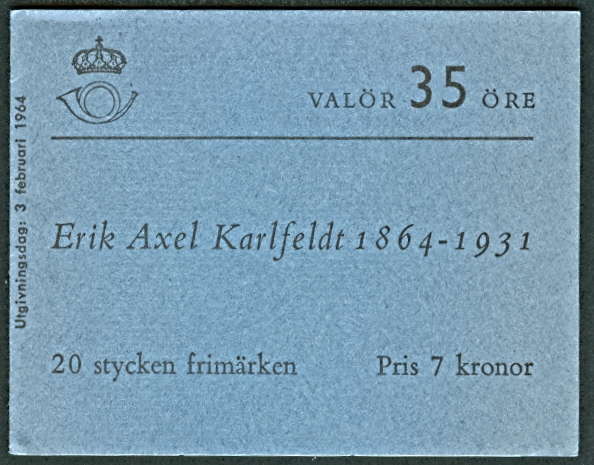 VALÖR 35 ÖRE
Erik Axel Karlfeldt 1864-1931
20 stycken frimärken Pris 7 kronor
Utgivningsdag: 3 februari 1964